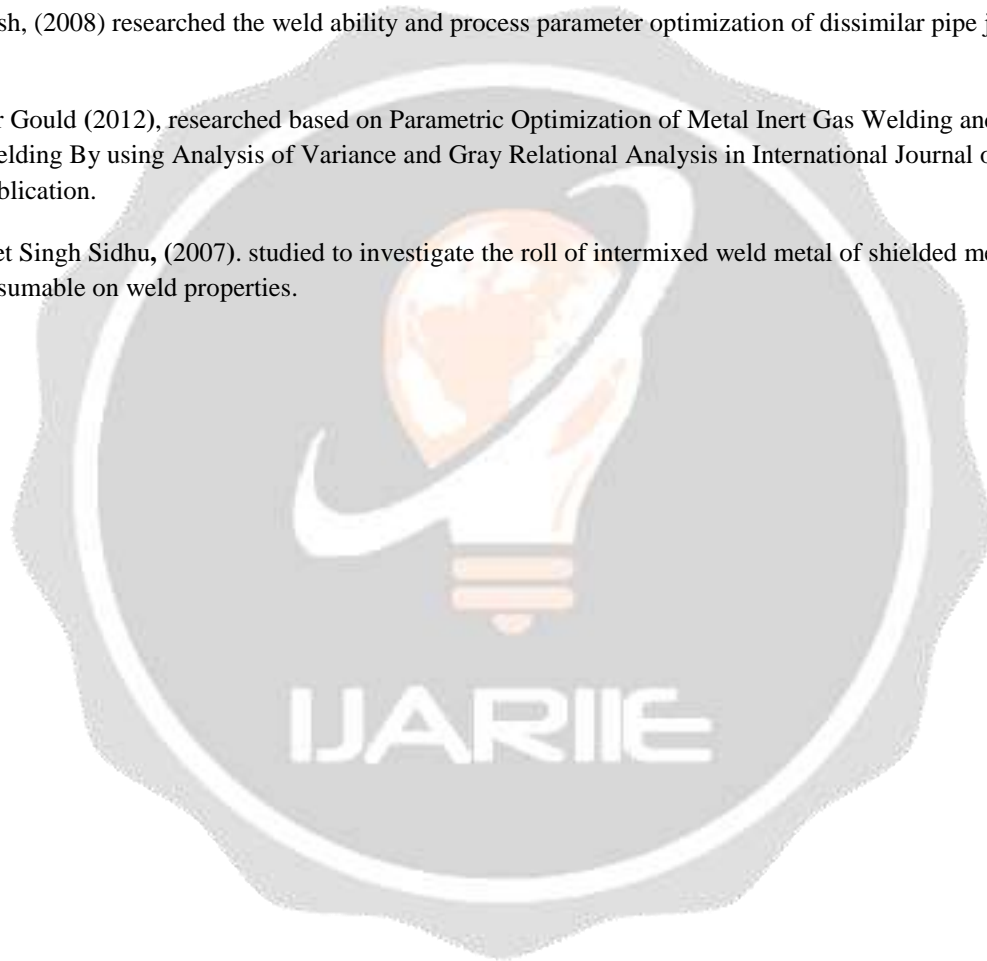 sh, (2008) researched the weld ability and process parameter optimization of dissimilar pipe j
r Gould (2012), researched based on Parametric Optimization of Metal Inert Gas Welding and
elding By using Analysis of Variance and Gray Relational Analysis in International Journal o
blication.
et Singh Sidhu, (2007). studied to investigate the roll of intermixed weld metal of shielded me
sumable on weld properties.
IJARIIE